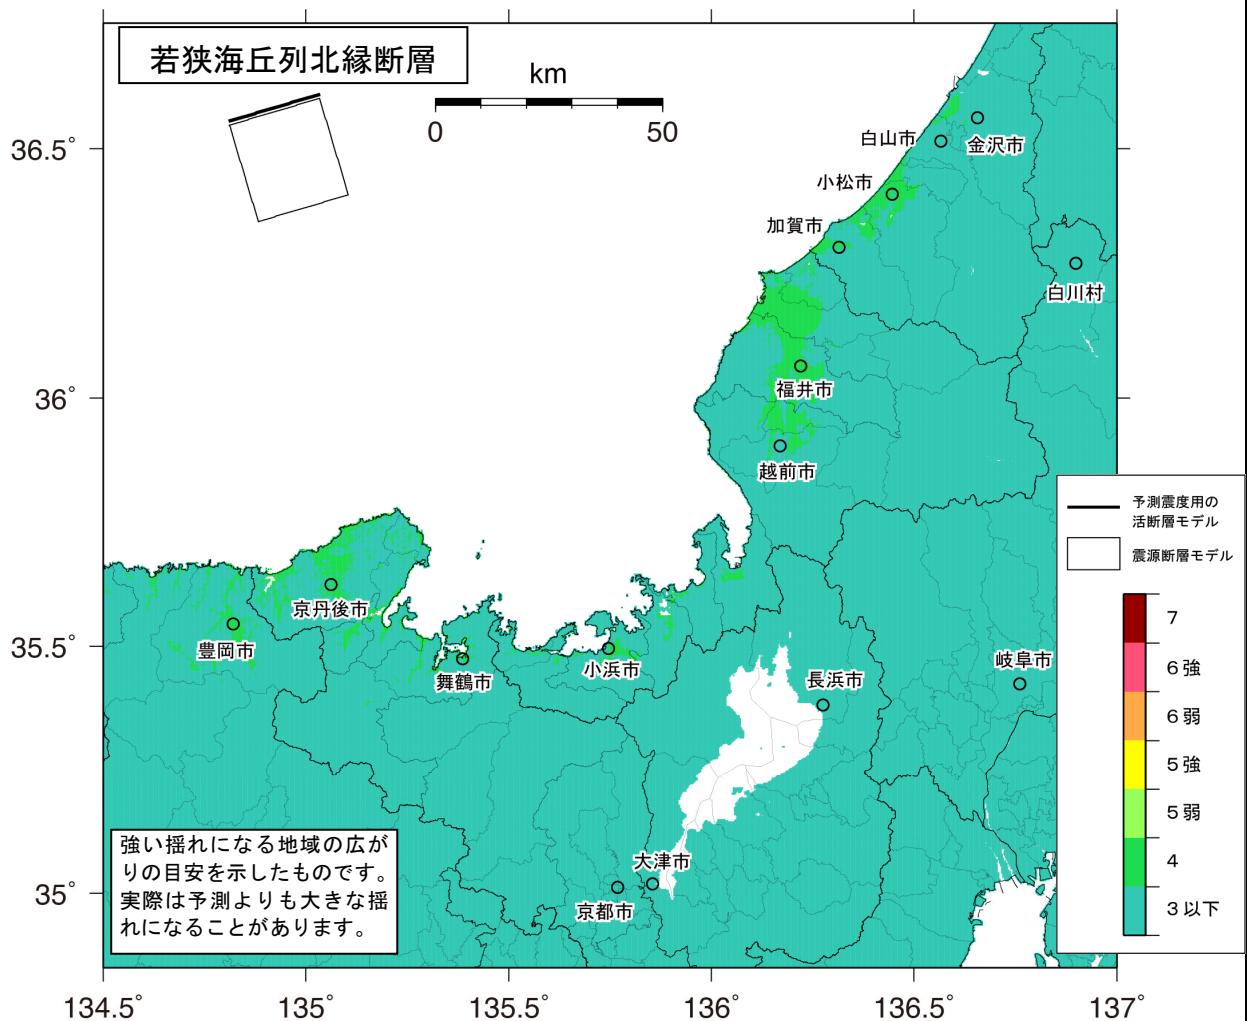 若狭海丘列北縁断層
km
0
50
36.5°
36°
35.5°
35°
白山市
金沢市
小松市
加賀市
白川村
福井市
越前市
京丹後市
豊岡市
舞鶴市
小浜市
長浜市
岐阜市
大津市
京都市
予測震度用の
活断層モデル
震源断層モデル
7
6強
6弱
5強
5弱
4
3以下
強い揺れになる地域の広が
りの目安を示したものです。
実際は予測よりも大きな揺
れになることがあります。
134.5°
135°
135.5°
136°
136.5°
137°